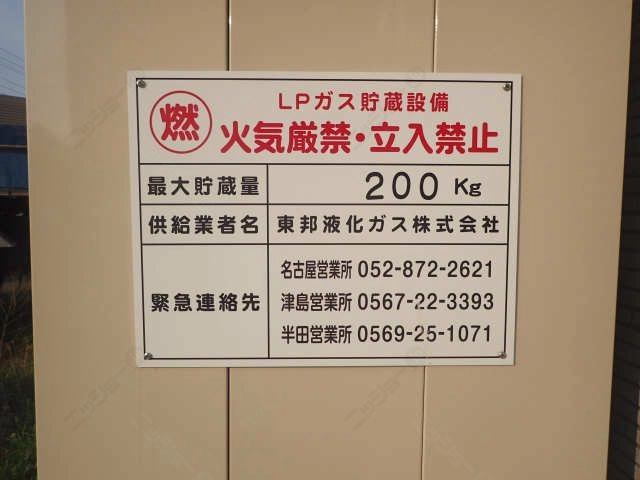 燃
LPガス貯蔵設備
火気厳禁・立入禁止
最大貯蔵量 200 Kg
供給業者名 東邦液化ガス株式会社
緊急連絡先
名古屋営業所 052-872-2621
津島営業所 0567-22-3393
半田営業所 0569-25-1071